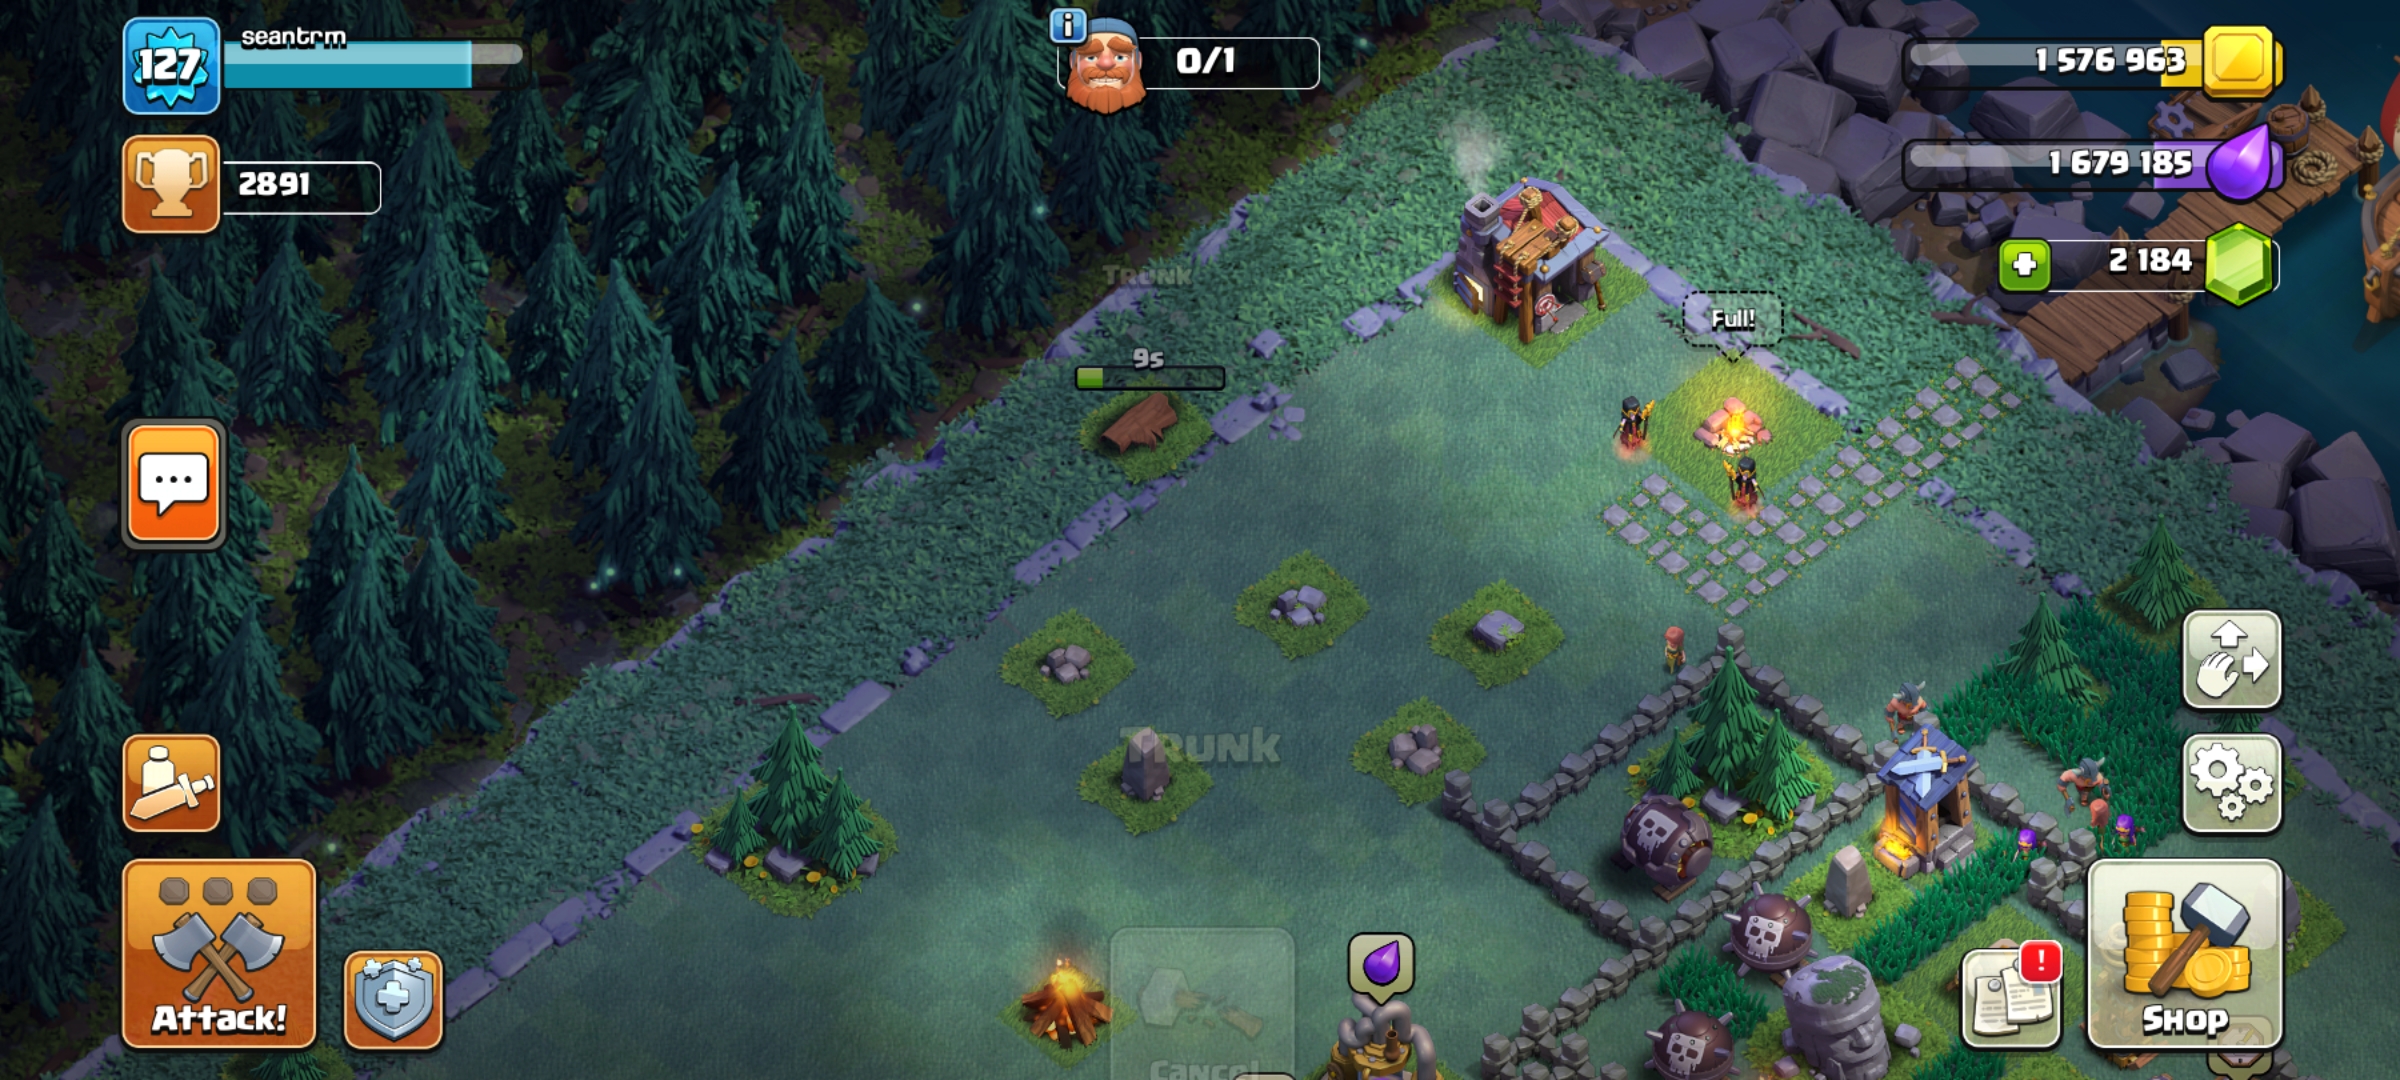 127
seantrm
i
0/1
1 576 963
2891
1 679 185
2 184
Trunk
Full!
9s
Trunk
Attack!
!
Shop
Cancel